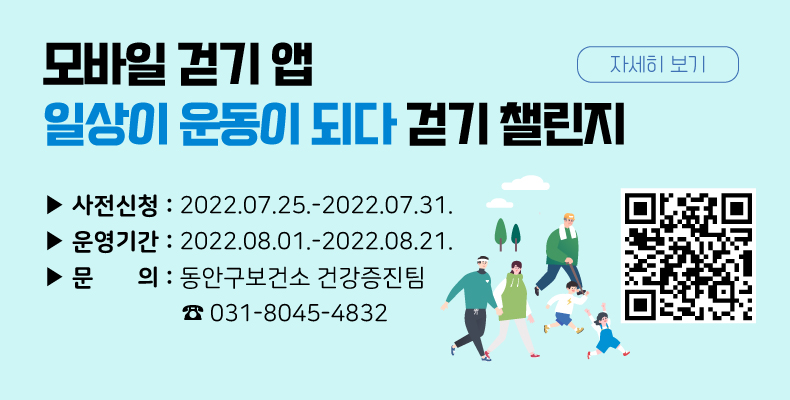 모바일 걷기 앱
자세히 보기
일상이 운동이 되다 걷기 챌린지
▶ 사전신청 : 2022.07.25.-2022.07.31.
▶ 운영기간 : 2022.08.01.-2022.08.21.
▶ 문 의 : 동안구보건소 건강증진팀
☎ 031-8045-4832